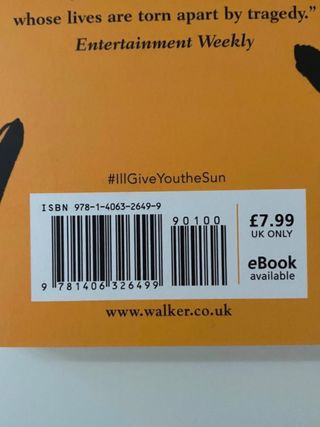 whose lives are torn apart by tragedy.”
Entertainment Weekly
#IllGiveYoutheSun
ISBN 978-1-4063-2649-9
90100
£7.99
UK ONLY
eBook
available
9 781406 326499
www.walker.co.uk